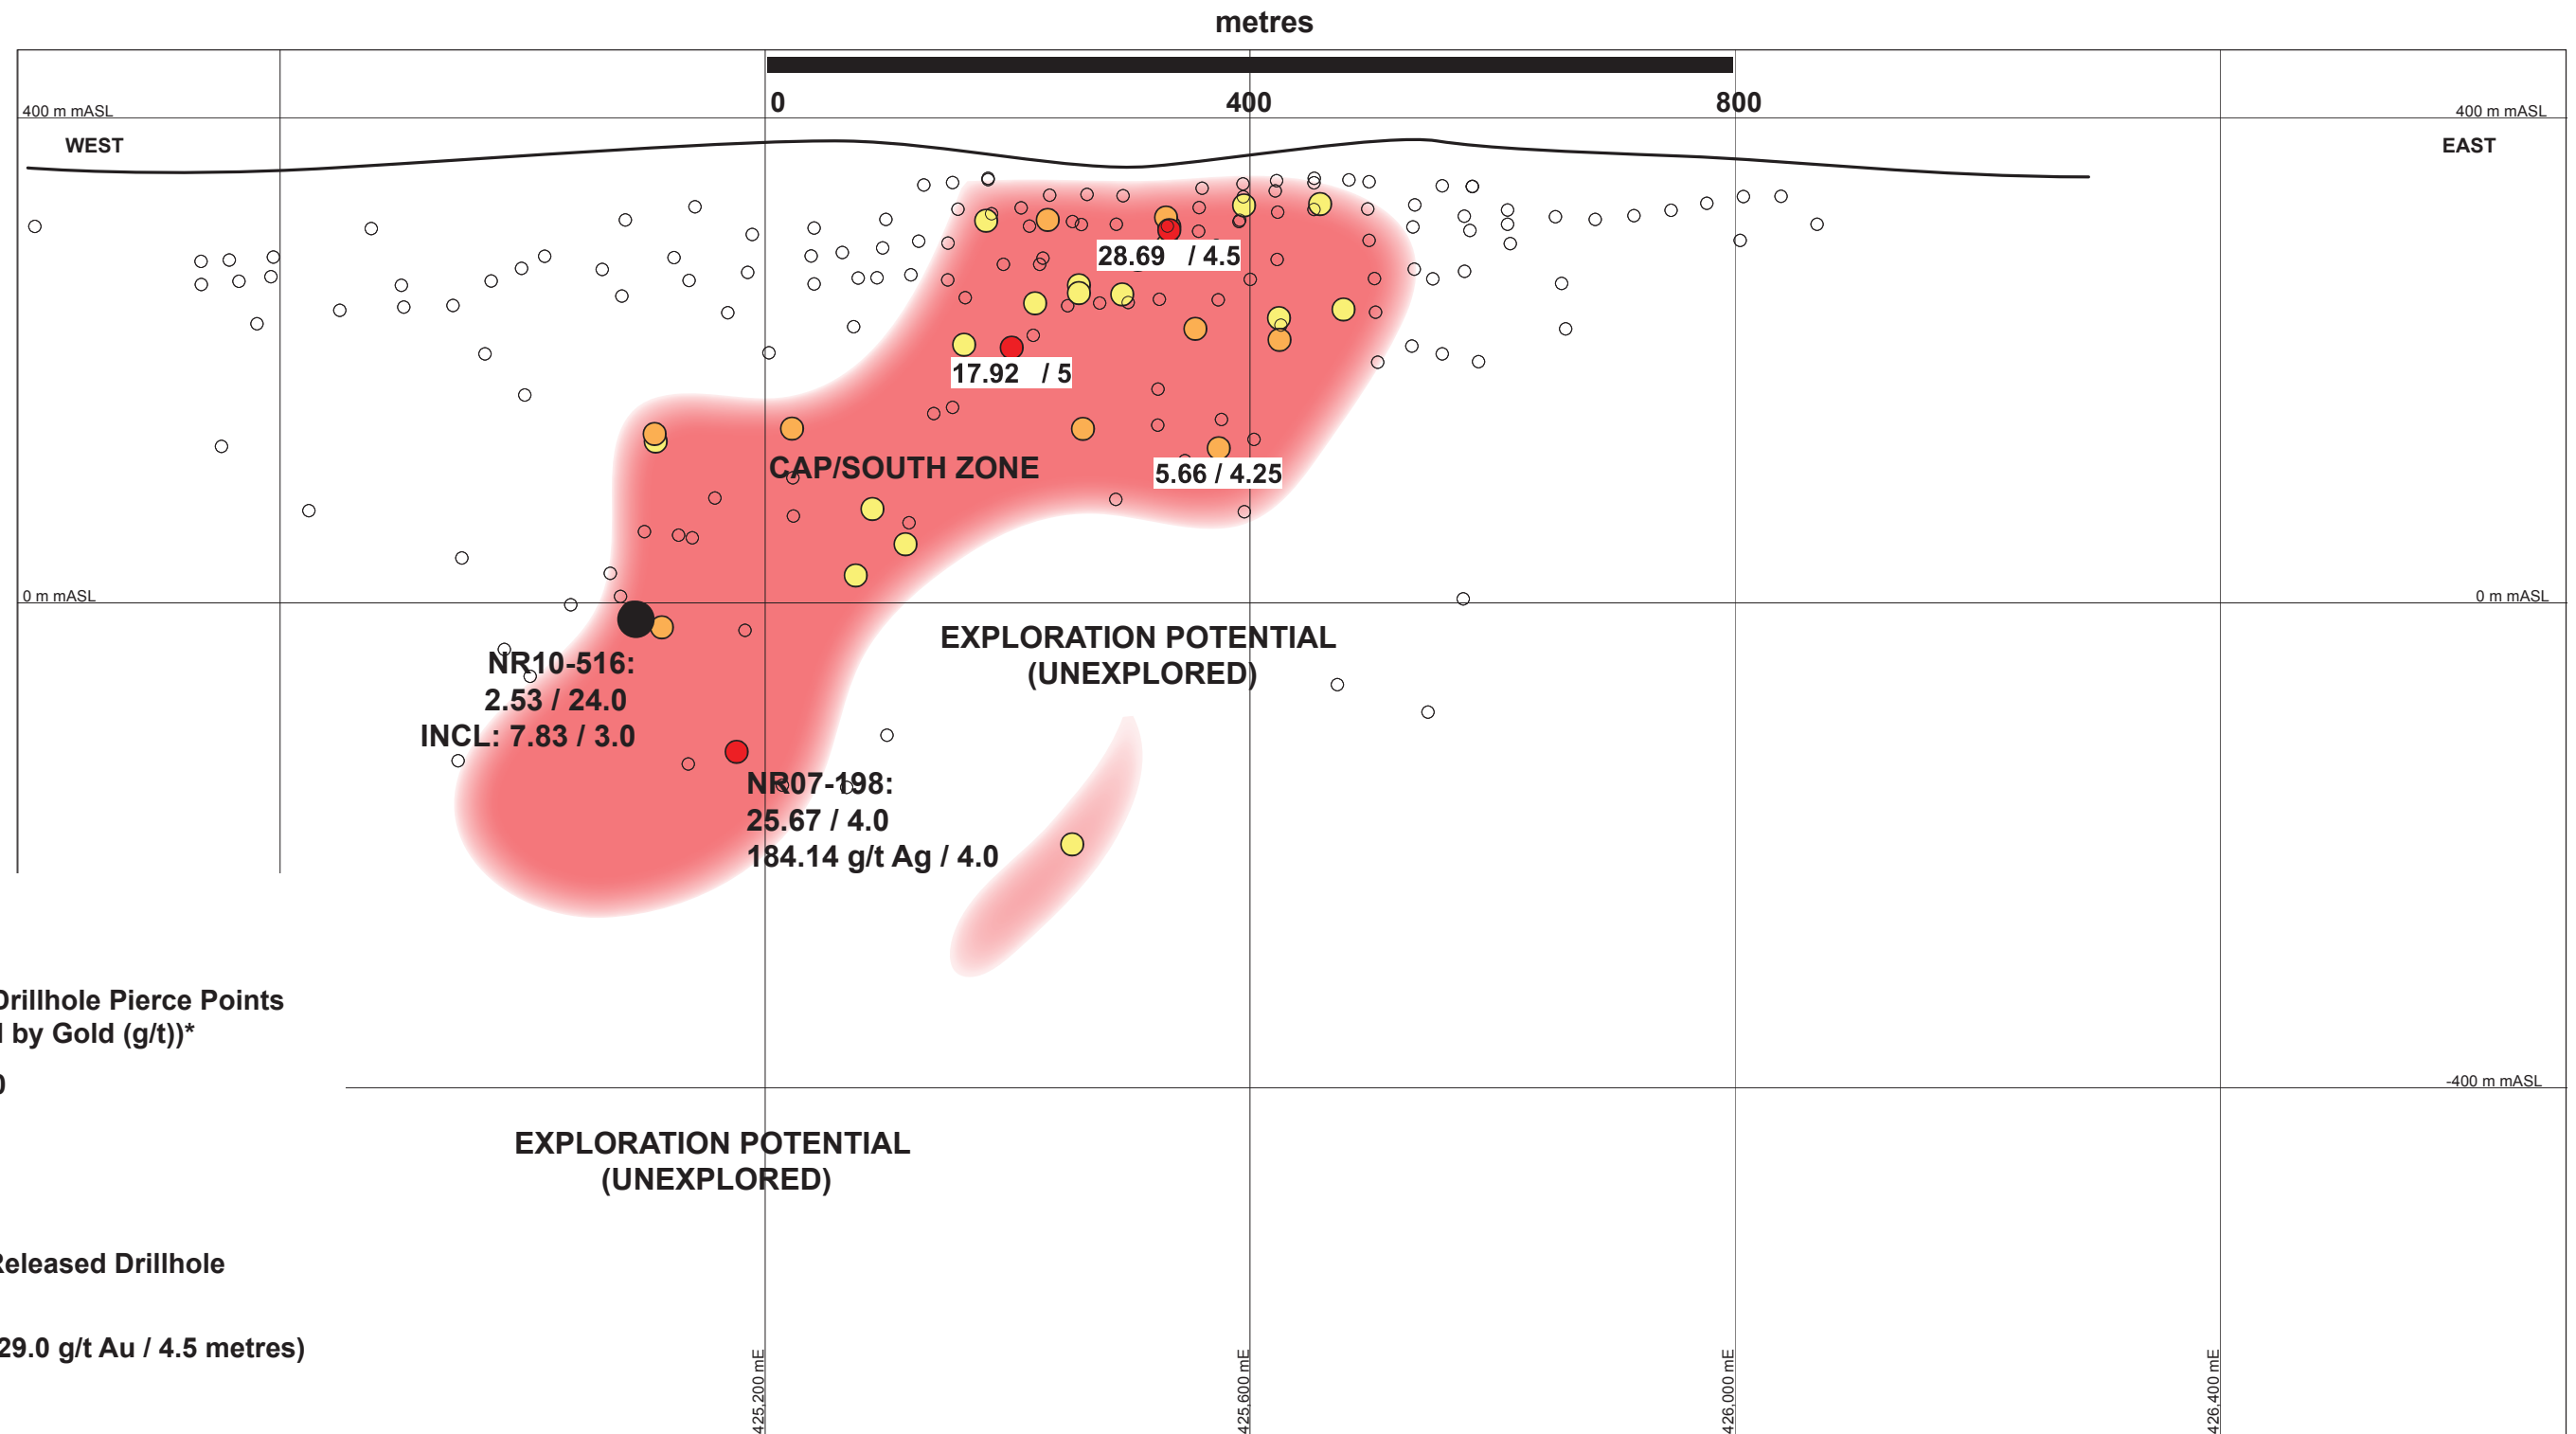 metres
0 400 800
400 m mASL 400 m mASL
WEST EAST
28.69 / 4.5
17.92 / 5
CAP/SOUTH ZONE
5.66 / 4.25
0 m mASL 0 m mASL
EXPLORATION POTENTIAL
(UNEXPLORED)
NR10-516:
2.53 / 24.0
INCL: 7.83 / 3.0
NR07-198:
25.67 / 4.0
184.14 g/t Ag / 4.0
Drillhole Pierce Points
by Gold (g/t))*
-400 m mASL
EXPLORATION POTENTIAL
(UNEXPLORED)
Released Drillhole
29.0 g/t Au / 4.5 metres)
425,200 mE
425,600 mE
426,000 mE
426,400 mE